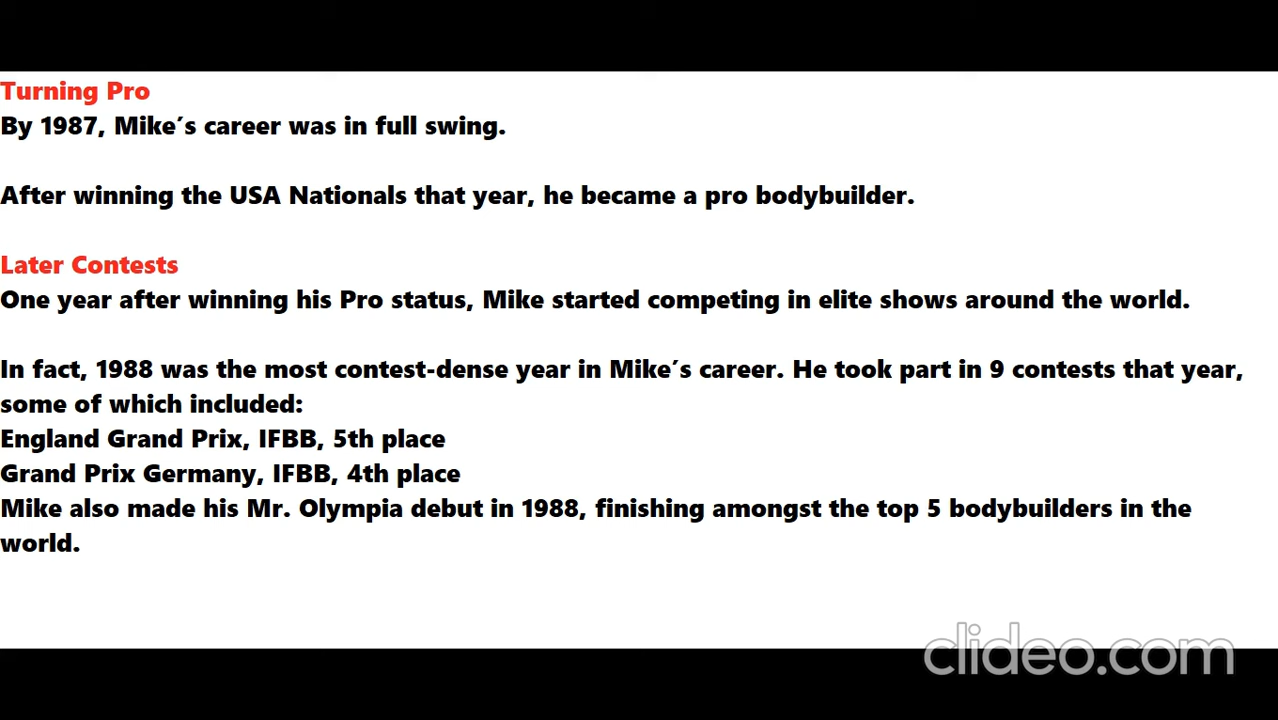 Turning Pro
By 1987, Mike´s career was in full swing.
After winning the USA Nationals that year, he became a pro bodybuilder.
Later Contests
One year after winning his Pro status, Mike started competing in elite shows around the world.
In fact, 1988 was the most contest-dense year in Mike´s career. He took part in 9 contests that year,
some of which included:
England Grand Prix, IFBB, 5th place
Grand Prix Germany, IFBB, 4th place
Mike also made his Mr. Olympia debut in 1988, finishing amongst the top 5 bodybuilders in the
world.
clideo.com